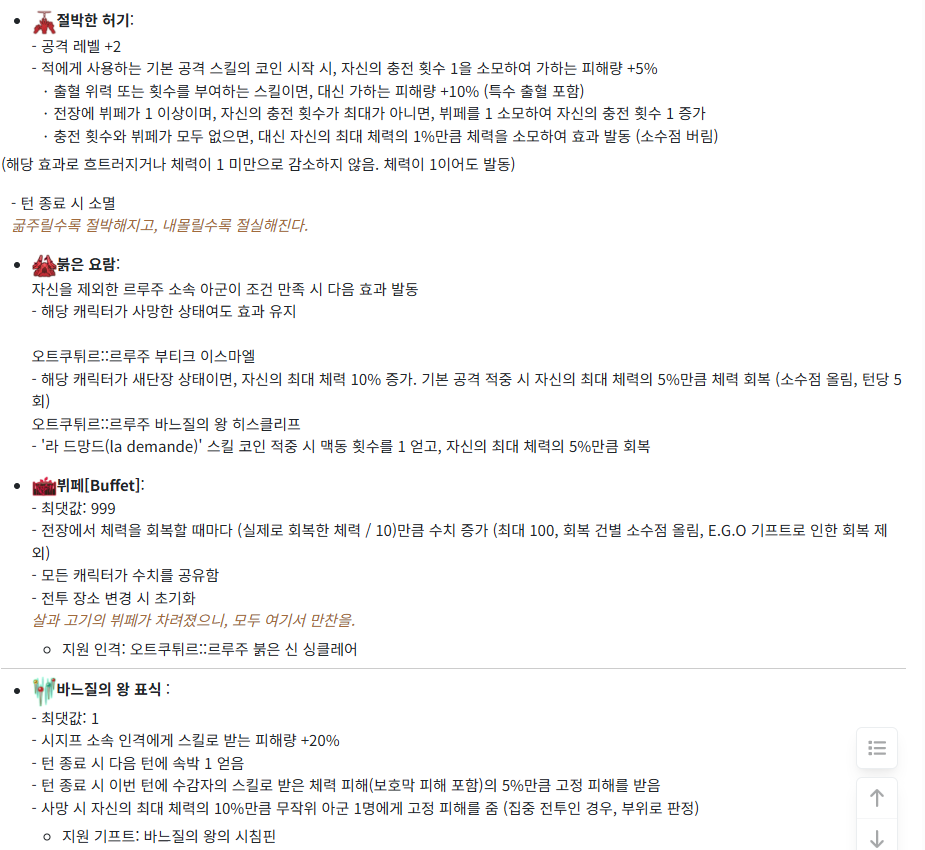 절박한 허기:
- 공격 레벨 +2
- 적에게 사용하는 기본 공격 스킬의 코인 시작 시, 자신의 충전 횟수 1을 소모하여 가하는 피해량 +5%
· 출혈 위력 또는 횟수를 부여하는 스킬이면, 대신 가하는 피해량 +10% (특수 출혈 포함)
· 전장에 뷔페가 1 이상이며, 자신의 충전 횟수가 최대가 아니면, 뷔페를 1 소모하여 자신의 충전 횟수 1 증가
· 충전 횟수와 뷔페가 모두 없으면, 대신 자신의 최대 체력의 1%만큼 체력을 소모하여 효과 발동 (소수점 버림)
(해당 효과로 흐트러지거나 체력이 1 미만으로 감소하지 않음. 체력이 1이어도 발동)
- 턴 종료 시 소멸
굶주릴수록 절박해지고, 내몰릴수록 절실해진다.
붉은 요람:
자신을 제외한 르루주 소속 아군이 조건 만족 시 다음 효과 발동
- 해당 캐릭터가 사망한 상태여도 효과 유지
오트쿠튀르::르루주 부티크 이스마엘
- 해당 캐릭터가 새단장 상태이면, 자신의 최대 체력 10% 증가. 기본 공격 적중 시 자신의 최대 체력의 5%만큼 체력 회복 (소수점 올림, 턴당 5
회)
오트쿠튀르::르루주 바느질의 왕 히스클리프
- '라 드망드(la demande)' 스킬 코인 적중 시 맥동 횟수를 1 얻고, 자신의 최대 체력의 5%만큼 회복
뷔페[Buffet]:
- 최댓값: 999
- 전장에서 체력을 회복할 때마다 (실제로 회복한 체력 / 10)만큼 수치 증가 (최대 100, 회복 건별 소수점 올림, E.G.O 기프트로 인한 회복 제
외)
- 모든 캐릭터가 수치를 공유함
- 전투 장소 변경 시 초기화
살과 고기의 뷔페가 차려졌으니, 모두 여기서 만찬을.
지원 인격: 오트쿠튀르::르루주 붉은 신 싱클레어
바느질의 왕 표식 :
- 최댓값: 1
- 시지프 소속 인격에게 스킬로 받는 피해량 +20%
- 턴 종료 시 다음 턴에 속박 1 얻음
- 턴 종료 시 이번 턴에 수감자의 스킬로 받은 체력 피해(보호막 피해 포함)의 5%만큼 고정 피해를 받음
- 사망 시 자신의 최대 체력의 10%만큼 무작위 아군 1명에게 고정 피해를 줌 (집중 전투인 경우, 부위로 판정)
지원 기프트: 바느질의 왕의 시침핀